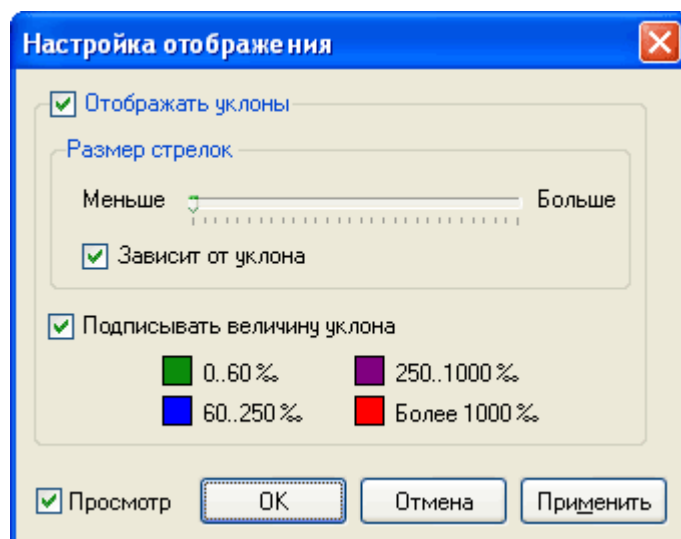 Настройка отображения
Отображать уклоны
Размер стрелок
Меньше Больше
Зависит от уклона
Подписывать величину уклона
0..60 ‰ 250..1000 ‰
60..250 ‰ Более 1000 ‰
Просмотр OK Отмена Применить